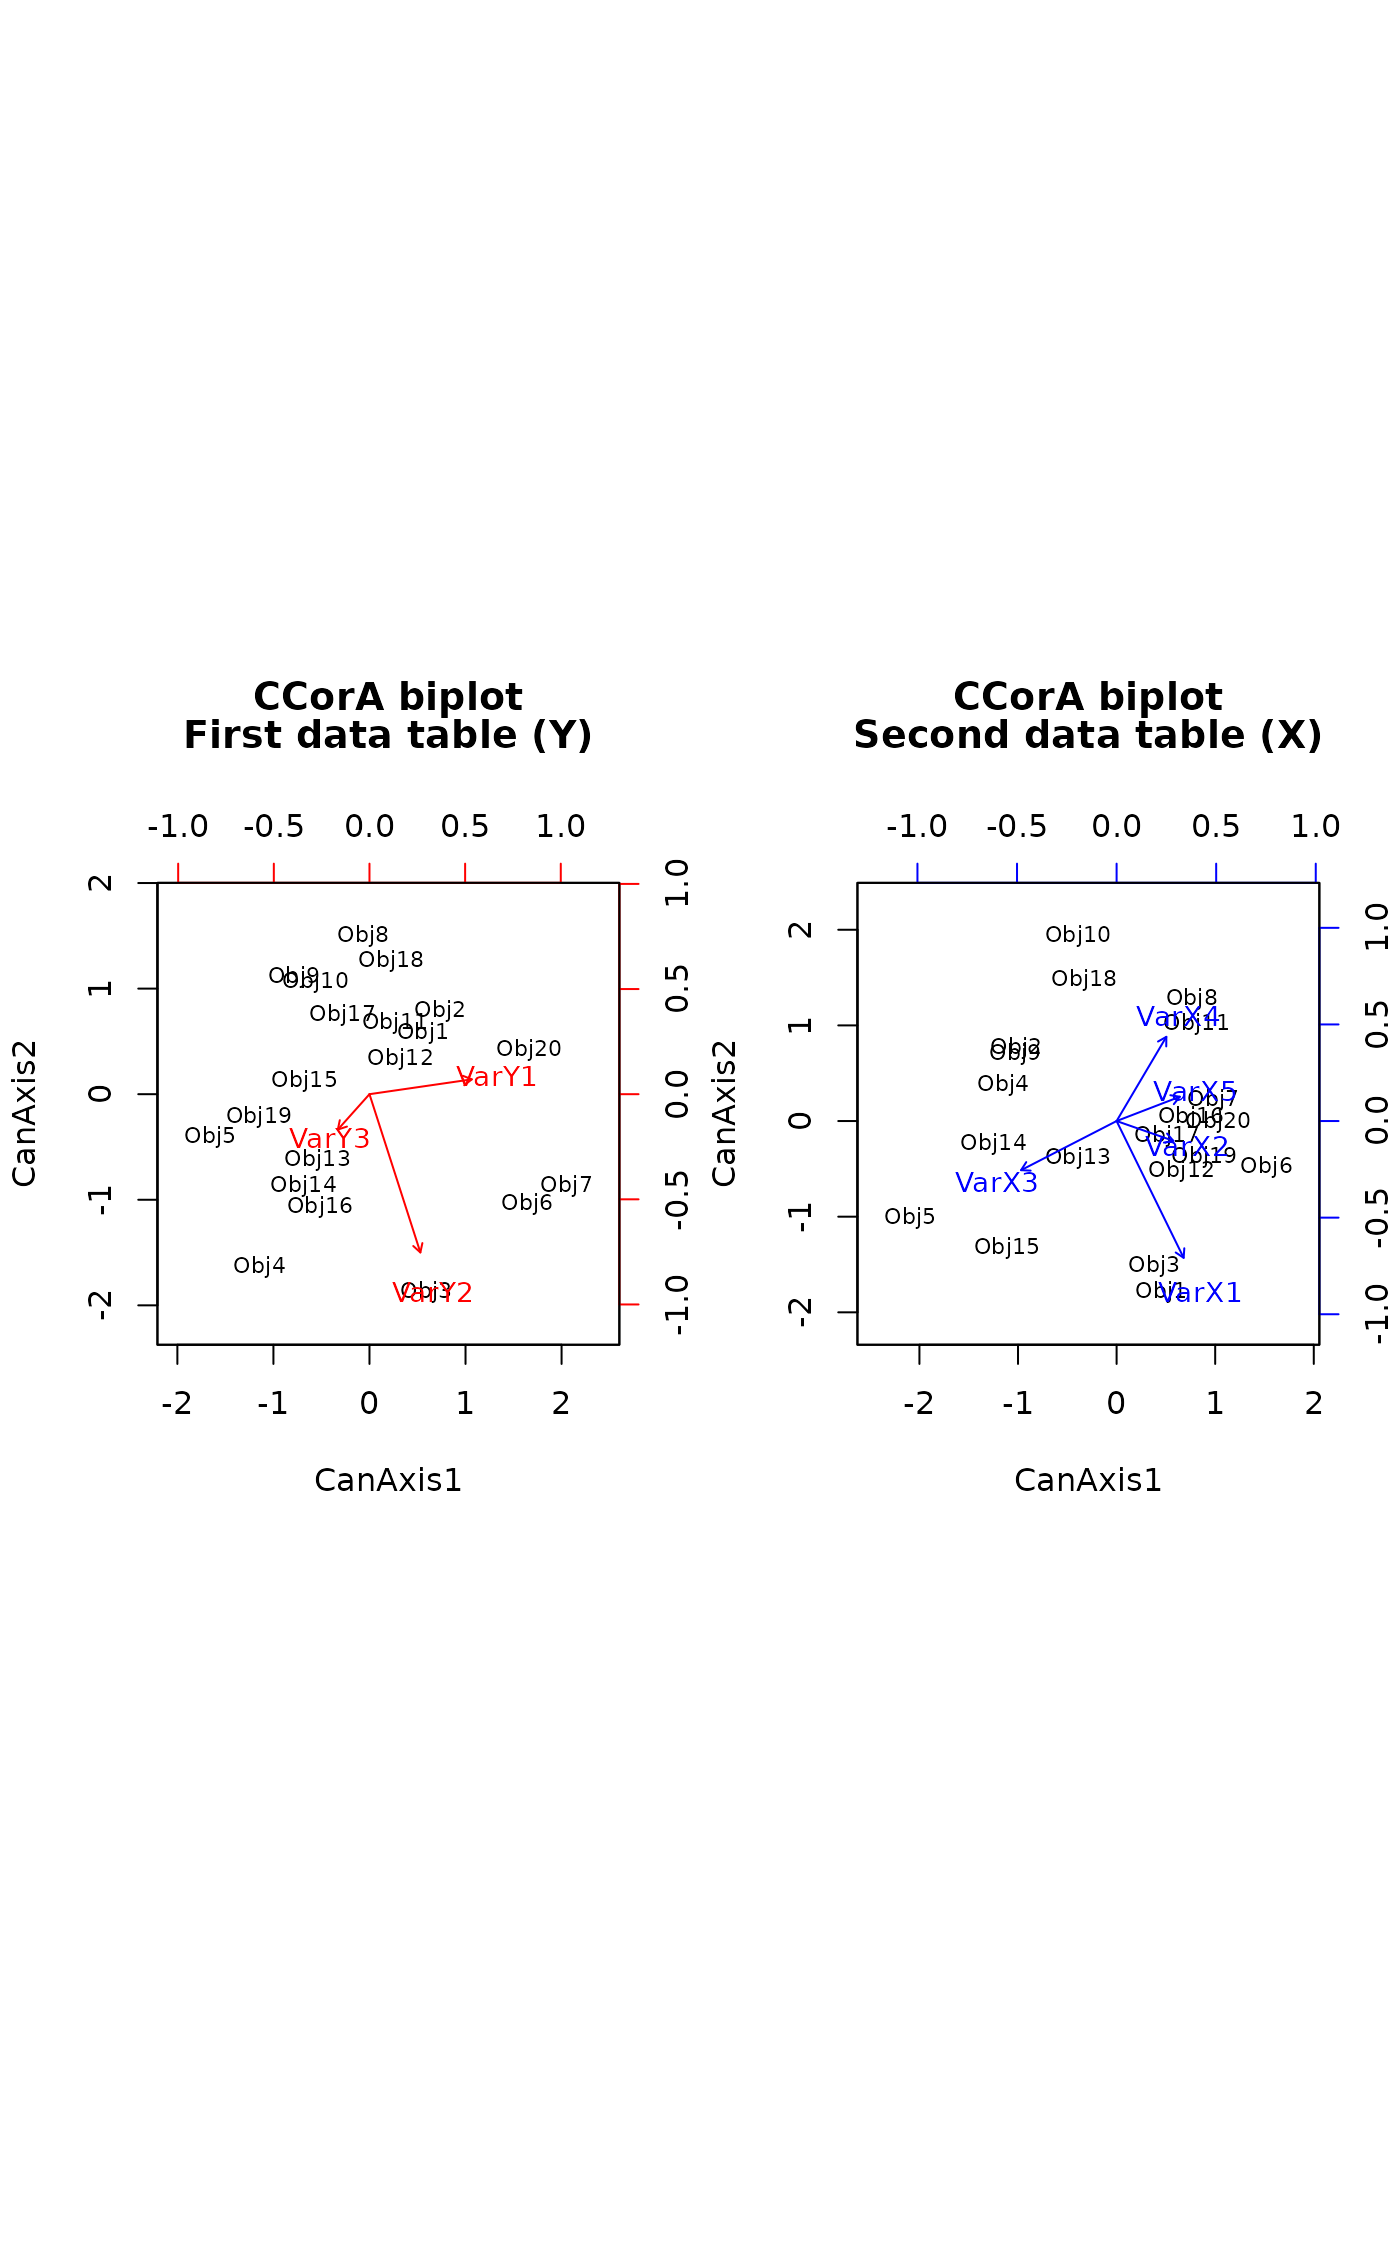 CCorA biplot
First data table (Y)
-1.0 -0.5 0.0 0.5 1.0
2
1
0
-1
-2
CanAxis2
Obj8
Obj18
Obj9
Obj10
Obj2
Obj17
Obj11
Obj1
Obj20
Obj12
VarY1
Obj15
Obj19
Obj5
VarY3
Obj13
Obj14
Obj7
Obj6
Obj16
Obj4
Obj3
VarY2
1.0
0.5
0.0
-0.5
-1.0
-2 -1 0 1 2
CanAxis1
CCorA biplot
Second data table (X)
-1.0 -0.5 0.0 0.5 1.0
2
1
0
-1
-2
CanAxis2
Obj10
Obj18
Obj8
VarX4
Obj11
Obj2
Obj9
Obj4
VarX5
Obj7
Obj16
Obj20
Obj17
Obj14
VarX2
Obj13
Obj19
Obj12
Obj6
VarX3
Obj5
Obj15
Obj3
Obj1
VarX1
1.0
0.5
0.0
-0.5
-1.0
-2 -1 0 1 2
CanAxis1